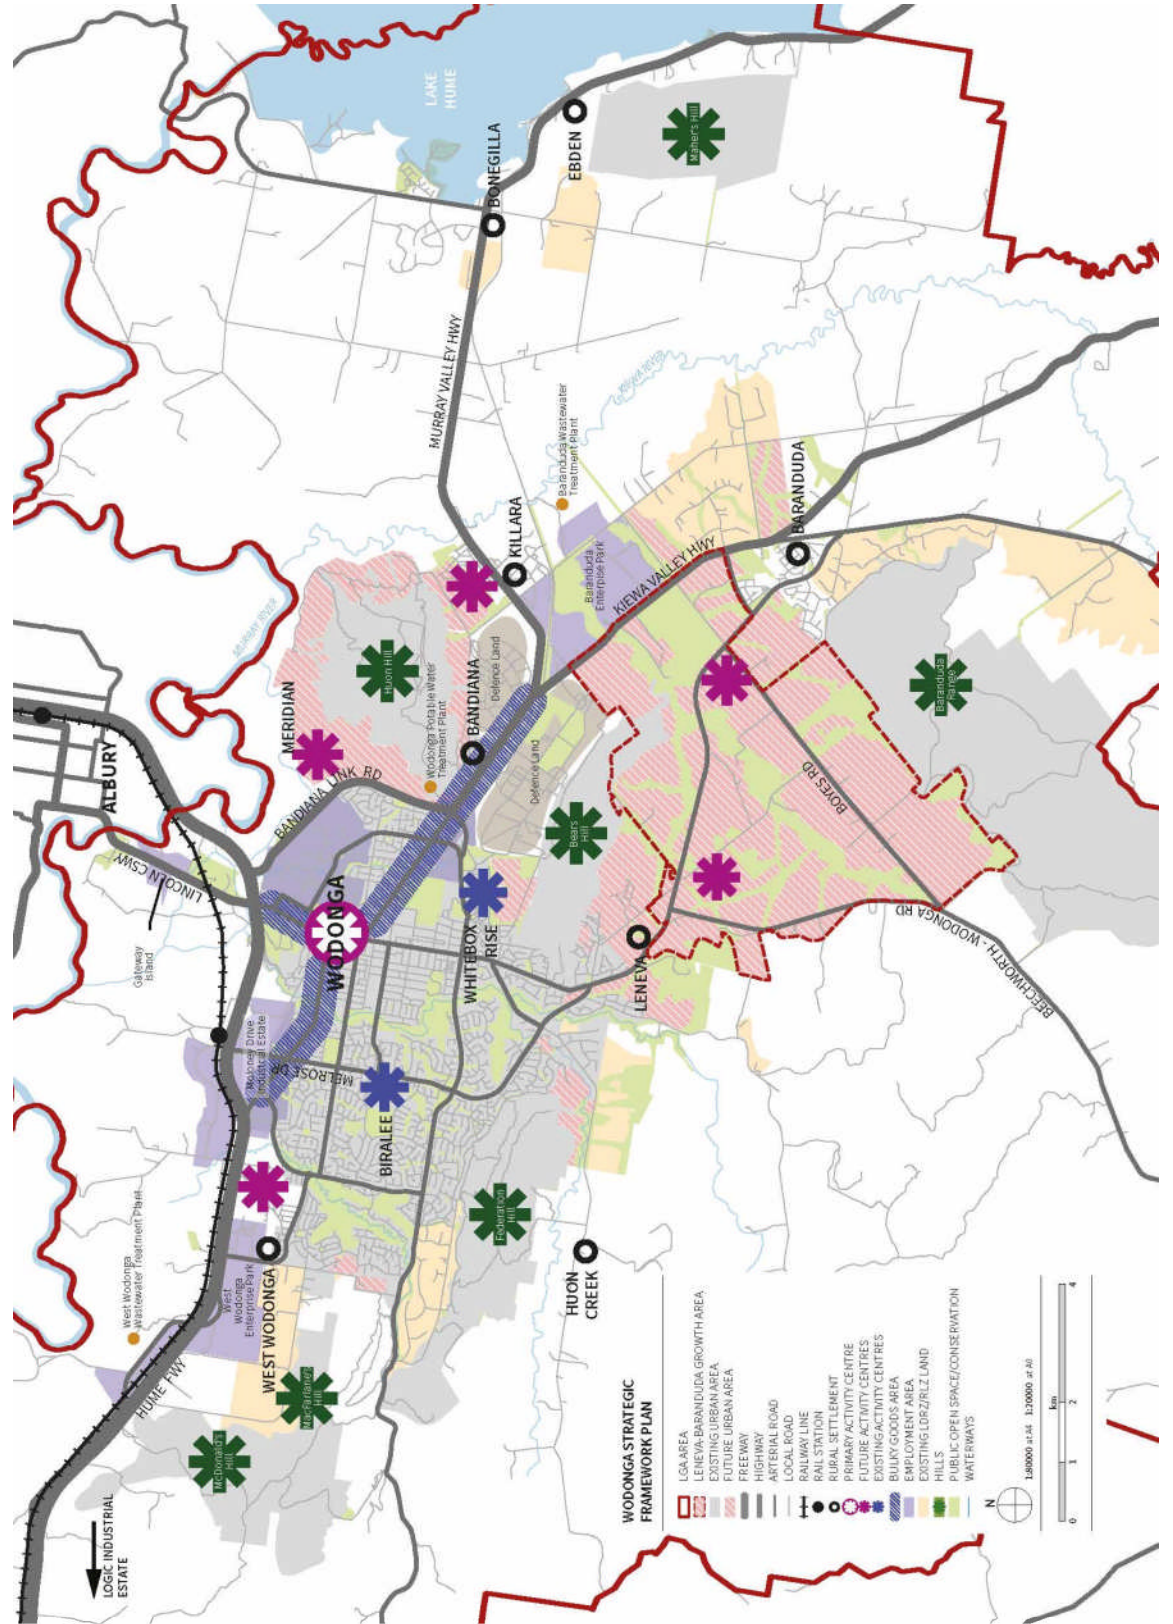 LOGIC INDUSTRIAL
ESTATE
HUME FWY
West Wodonga
Wastewater Treatment Plant
McDonald's
Hill
MacFarlane's
Hill
WEST WODONGA
West
Wodonga
Enterprise Park
Moloney Drive
Industrial Estate
MELROSE DR
BIRALEE
Federation
Hill
HUON
CREEK
Gateway
Island
LINCOLN CSWY
ALBURY
WODONGA
WHITEBOX
RISE
LENEVA
BANDIANA LINK RD
MERIDIAN
MURRAY RIVER
Huon Hill
Wodonga Potable Water
Treatment Plant
BANDIANA
Defence Land
Defence Land
Bears
Hill
KILLARA
MURRAY VALLEY HWY
Baranduda Wastewater
Treatment Plant
Baranduda
Enterpise Park
KIEWA VALLEY HWY
KIEWA RIVER
BARANDUDA
Baranduda
Range
BOYES RD
BEECHWORTH - WODONGA RD
LAKE
HUME
BONEGILLA
EBDEN
Maher's Hill
WODONGA STRATEGIC
FRAMEWORK PLAN
LGA AREA
LENEVA-BARANDUDA GROWTH AREA
EXISTING URBAN AREA
FUTURE URBAN AREA
FREEWAY
HIGHWAY
ARTERIAL ROAD
LOCAL ROAD
RAILWAY LINE
RAIL STATION
RURAL SETTLEMENT
PRIMARY ACTIVITY CENTRE
FUTURE ACTIVITY CENTRES
EXISTING ACTIVITY CENTRES
BULKY GOODS AREA
EMPLOYMENT AREA
EXISTING LDRZ/RLZ LAND
HILLS
PUBLIC OPEN SPACE/CONSERVATION
WATERWAYS
N
1:80000 at A4 1:20000 at A0
km
0 1 2 4